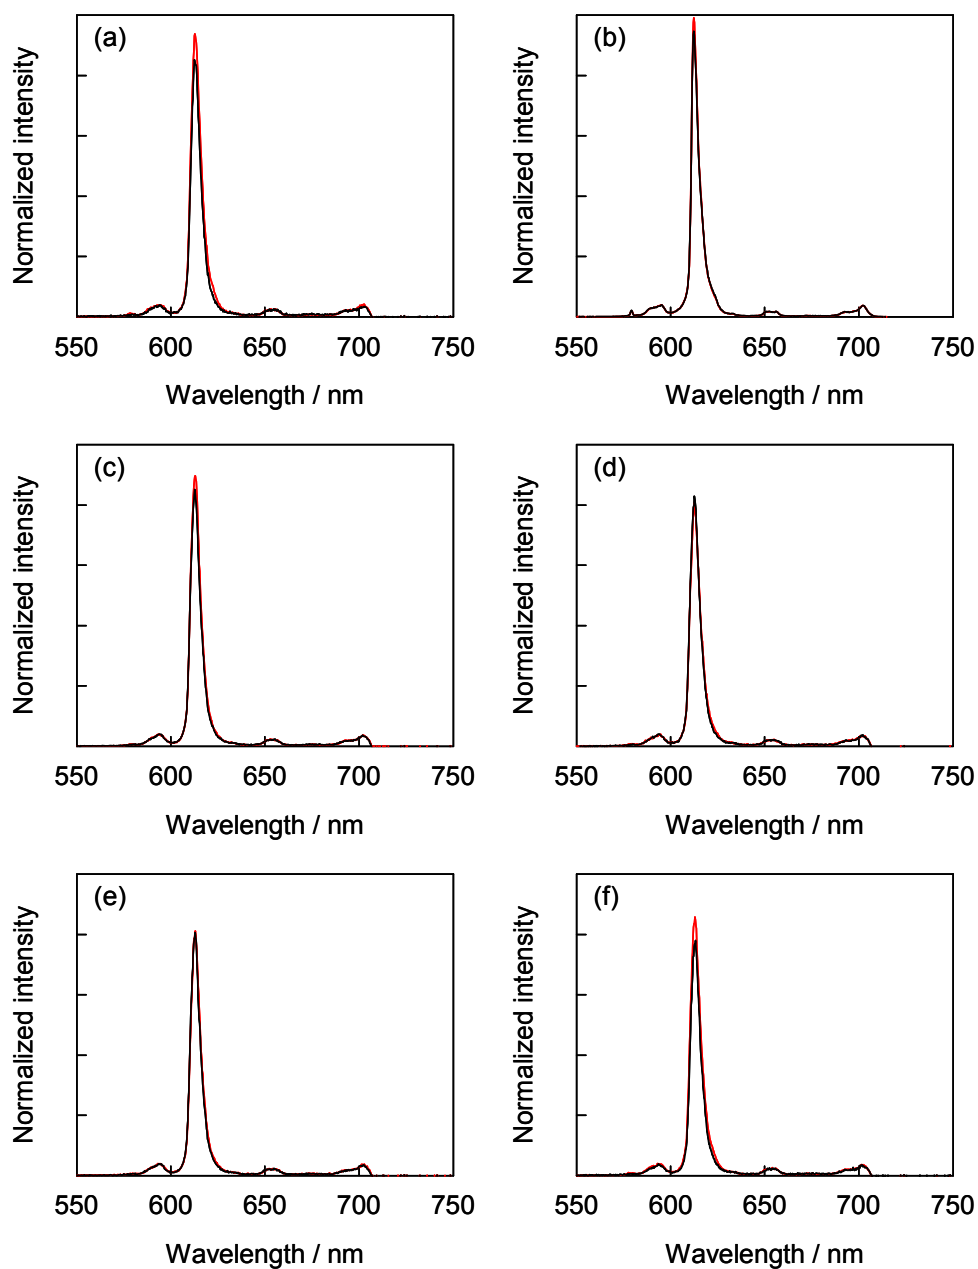 (a)
Normalized intensity
550 600 650 700 750
Wavelength / nm
(b)
Normalized intensity
550 600 650 700 750
Wavelength / nm
(c)
Normalized intensity
550 600 650 700 750
Wavelength / nm
(d)
Normalized intensity
550 600 650 700 750
Wavelength / nm
(e)
Normalized intensity
550 600 650 700 750
Wavelength / nm
(f)
Normalized intensity
550 600 650 700 750
Wavelength / nm